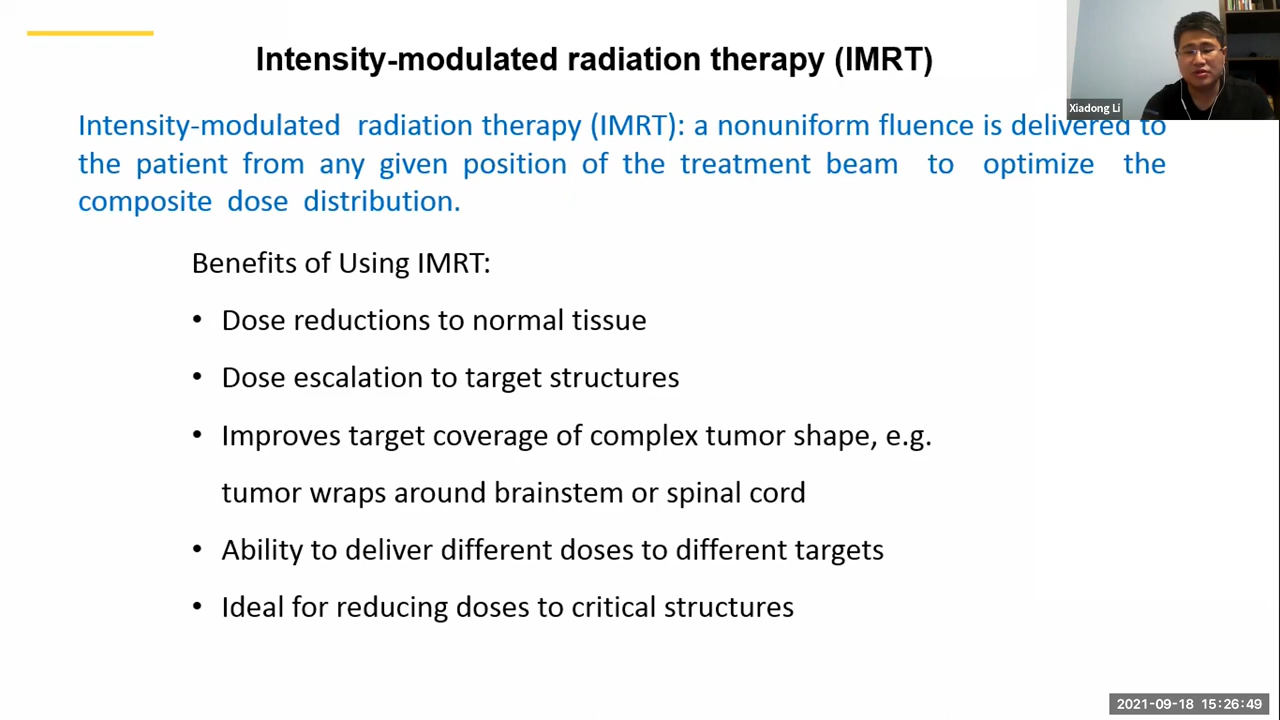 Intensity-modulated radiation therapy (IMRT)
Xiadong Li
Intensity-modulated radiation therapy (IMRT): a nonuniform fluence is delivered to
the patient from any given position of the treatment beam to optimize the
composite dose distribution.
Benefits of Using IMRT:
• Dose reductions to normal tissue
• Dose escalation to target structures
• Improves target coverage of complex tumor shape, e.g.
tumor wraps around brainstem or spinal cord
• Ability to deliver different doses to different targets
• Ideal for reducing doses to critical structures
2021-09-18 15:26:49